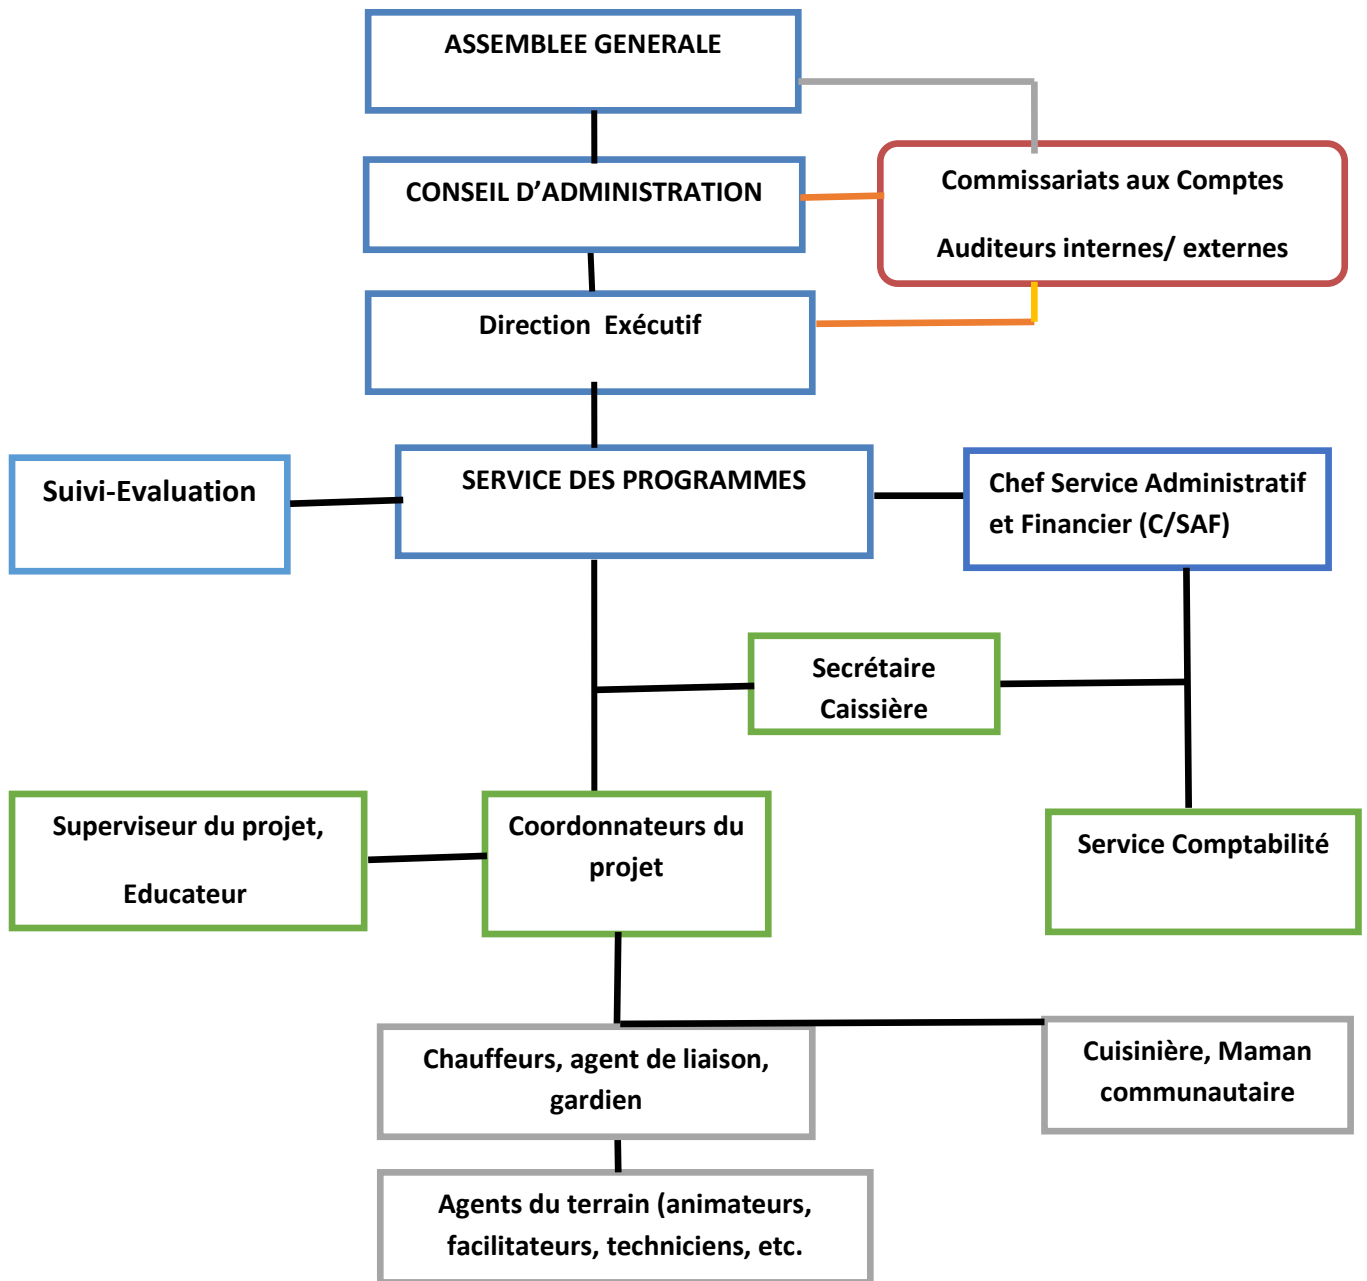 ASSEMBLEE GENERALE
CONSEIL D’ADMINISTRATION
Commissariats aux Comptes
Auditeurs internes/ externes
Direction Exécutif
Suivi-Evaluation
SERVICE DES PROGRAMMES
Chef Service Administratif
et Financier (C/SAF)
Secrétaire
Caissière
Superviseur du projet,
Educateur
Coordonnateurs du
projet
Service Comptabilité
Chauffeurs, agent de liaison,
gardien
Cuisinière, Maman
communautaire
Agents du terrain (animateurs,
facilitateurs, techniciens, etc.